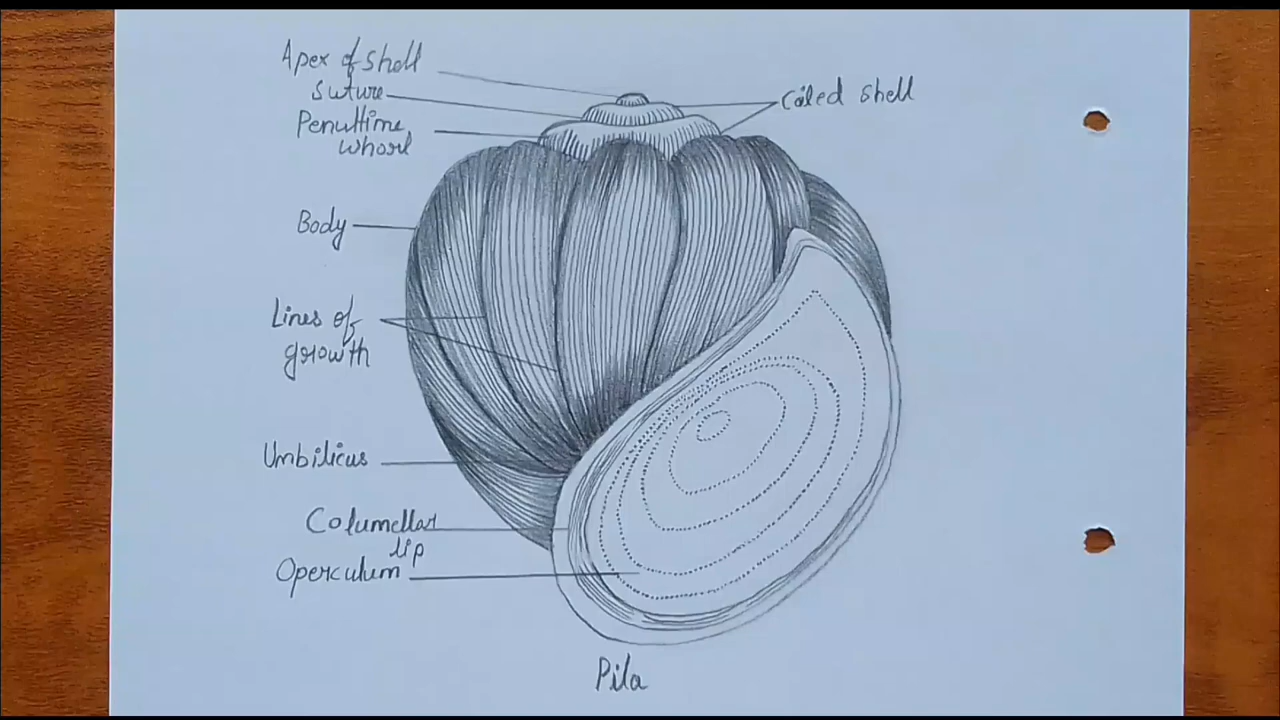 Apex of shell
Suture
Penultime
whorl
Coiled shell
Body
Lines of
growth
Umbilicus
Columellar
lip
Operculum
Pila